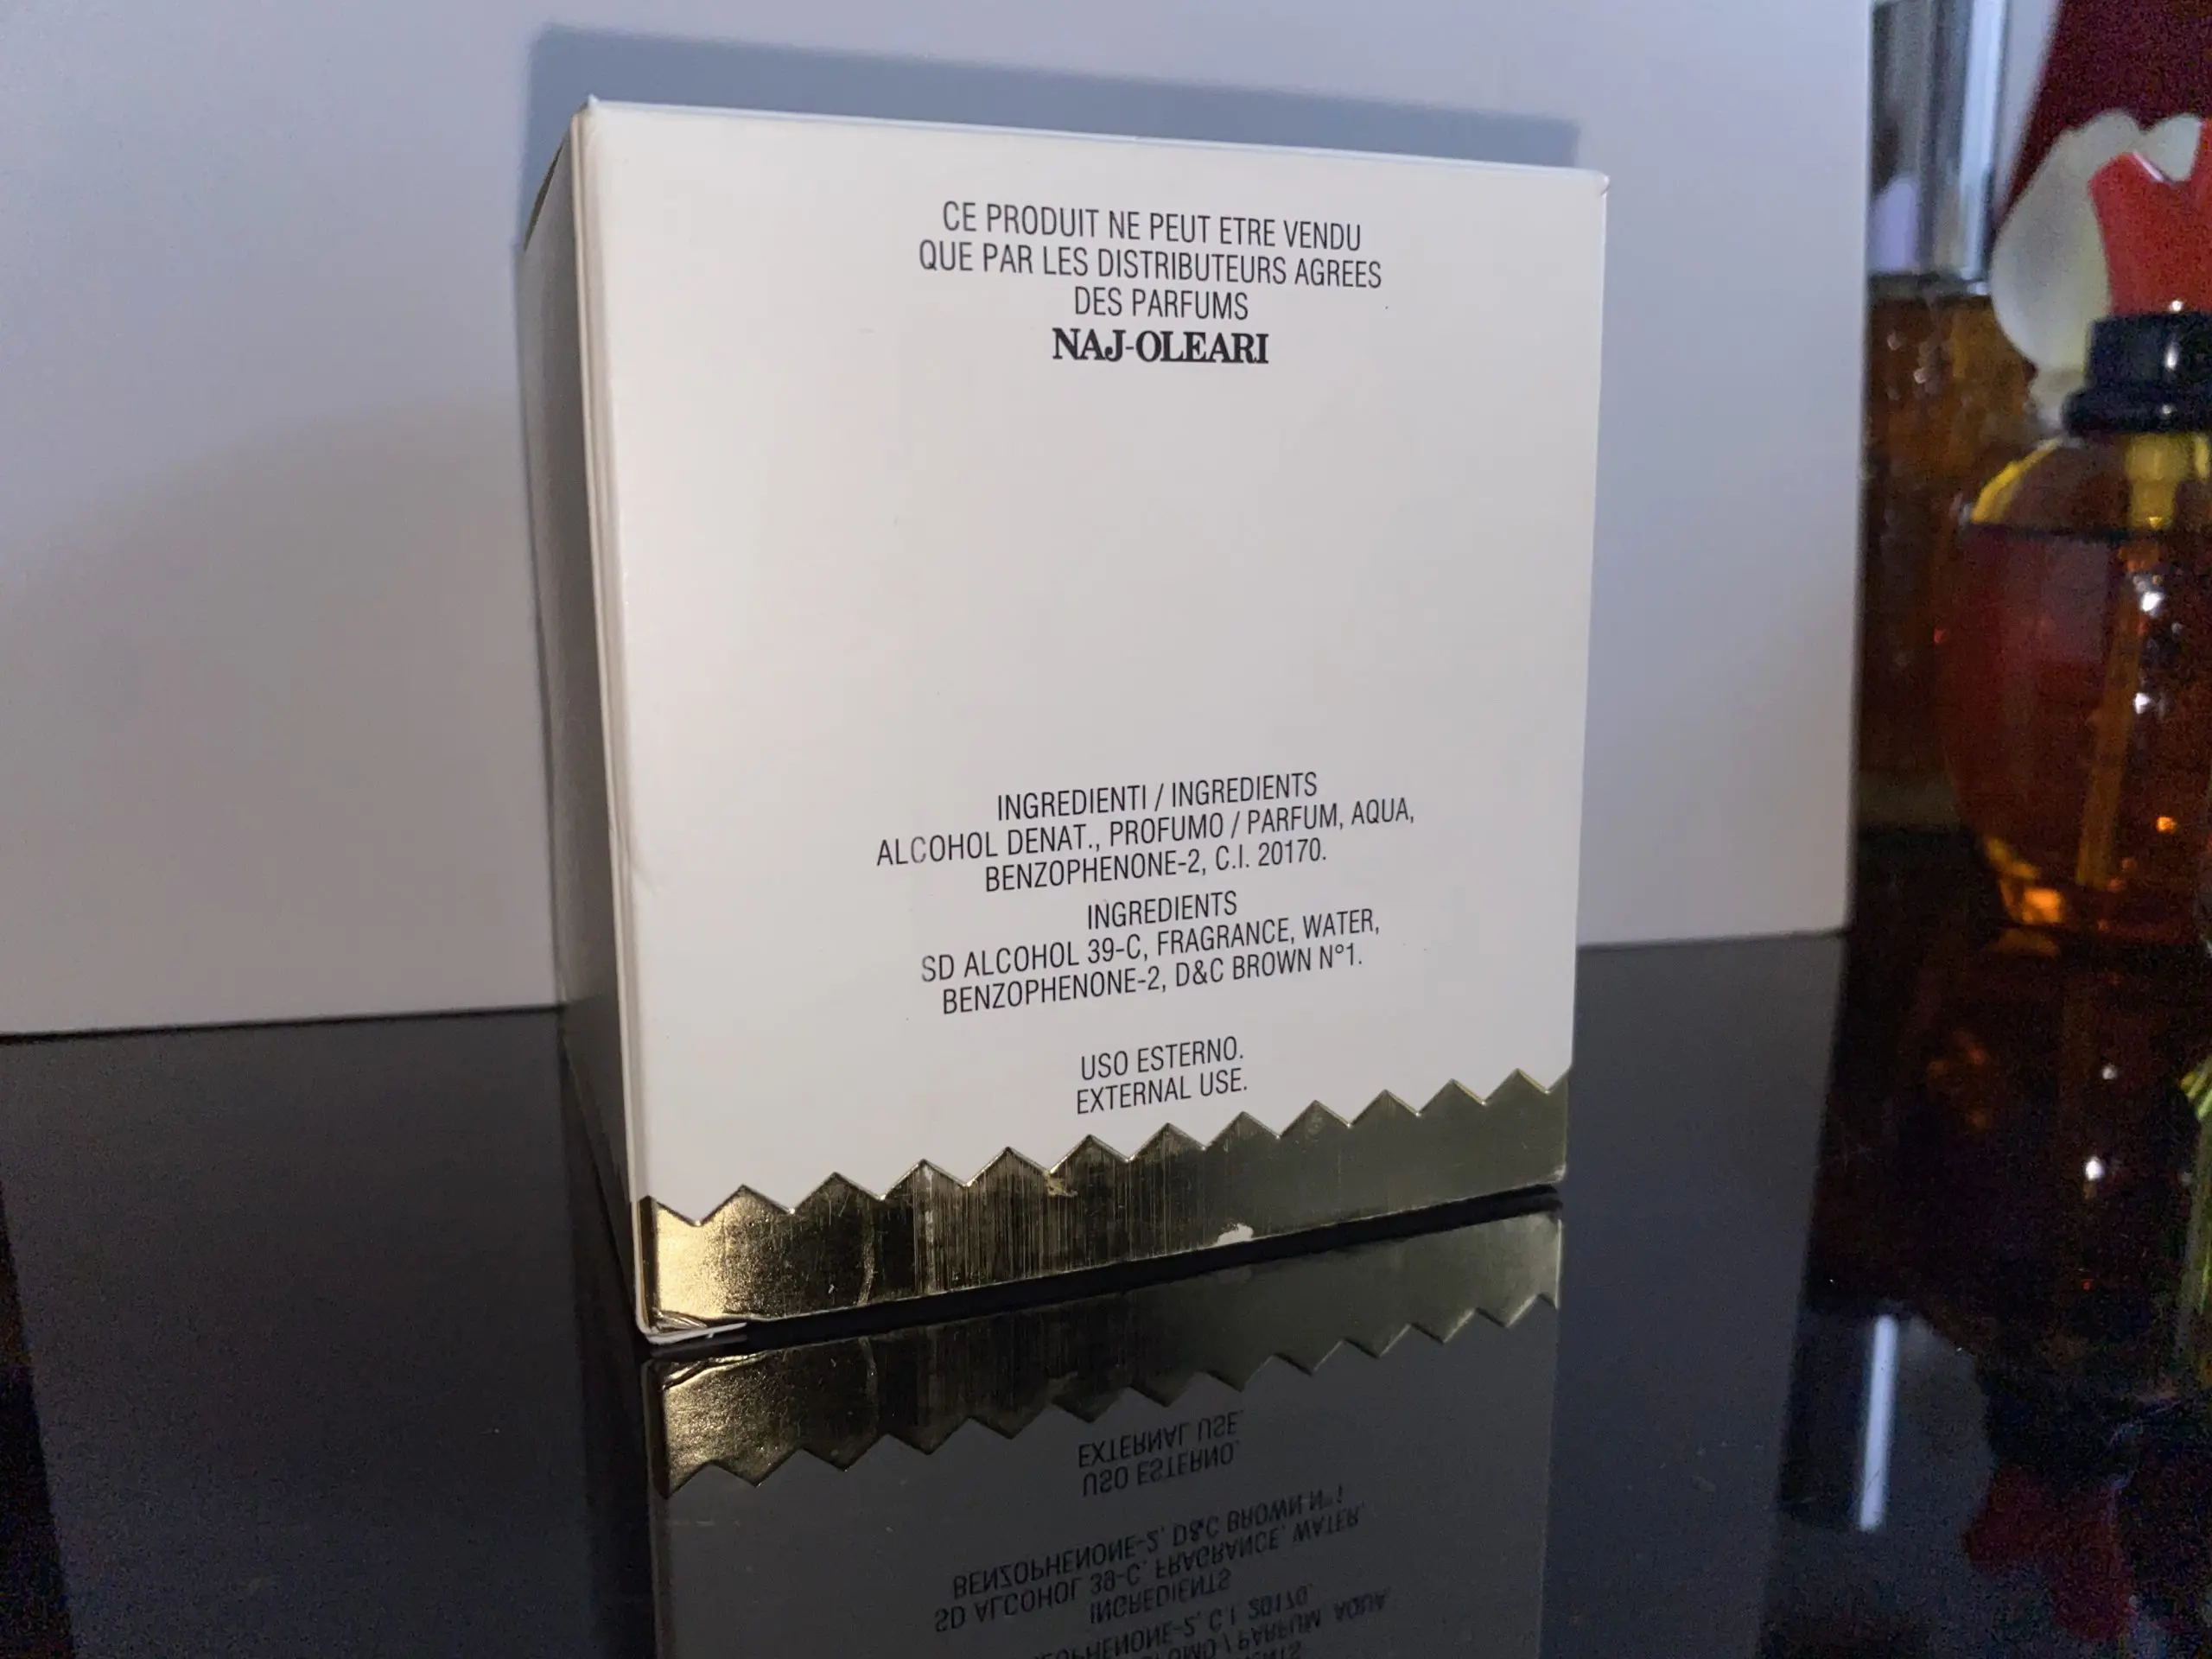 CE PRODUIT NE PEUT ETRE VENDU
QUE PAR LES DISTRIBUTEURS AGREES
DES PARFUMS
NAJ-OLEARI
INGREDIENTI / INGREDIENTS
ALCOHOL DENAT., PROFUMO / PARFUM, AQUA,
BENZOPHENONE-2, C.I. 20170.
INGREDIENTS
SD ALCOHOL 39-C, FRAGRANCE, WATER,
BENZOPHENONE-2, D&C BROWN N°1.
USO ESTERNO.
EXTERNAL USE.